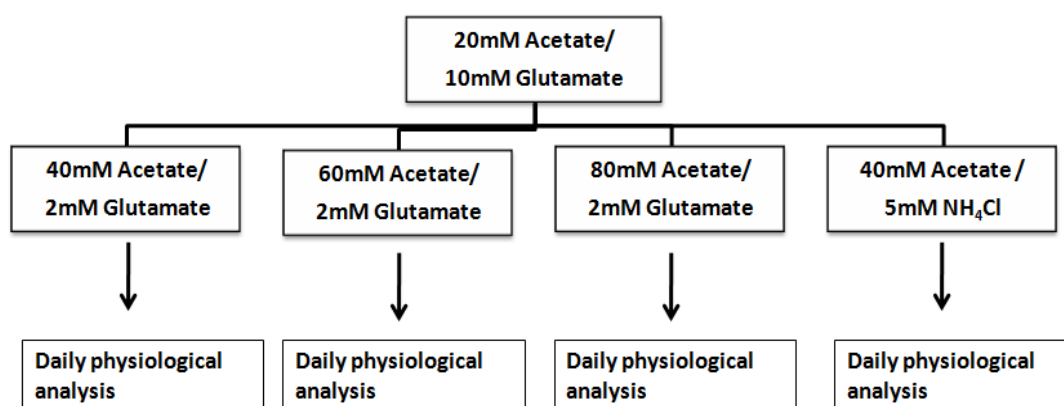 20mM Acetate/
10mM Glutamate
40mM Acetate/
2mM Glutamate
60mM Acetate/
2mM Glutamate
80mM Acetate/
2mM Glutamate
40mM Acetate /
5mM NH₄Cl
Daily physiological
analysis
Daily physiological
analysis
Daily physiological
analysis
Daily physiological
analysis